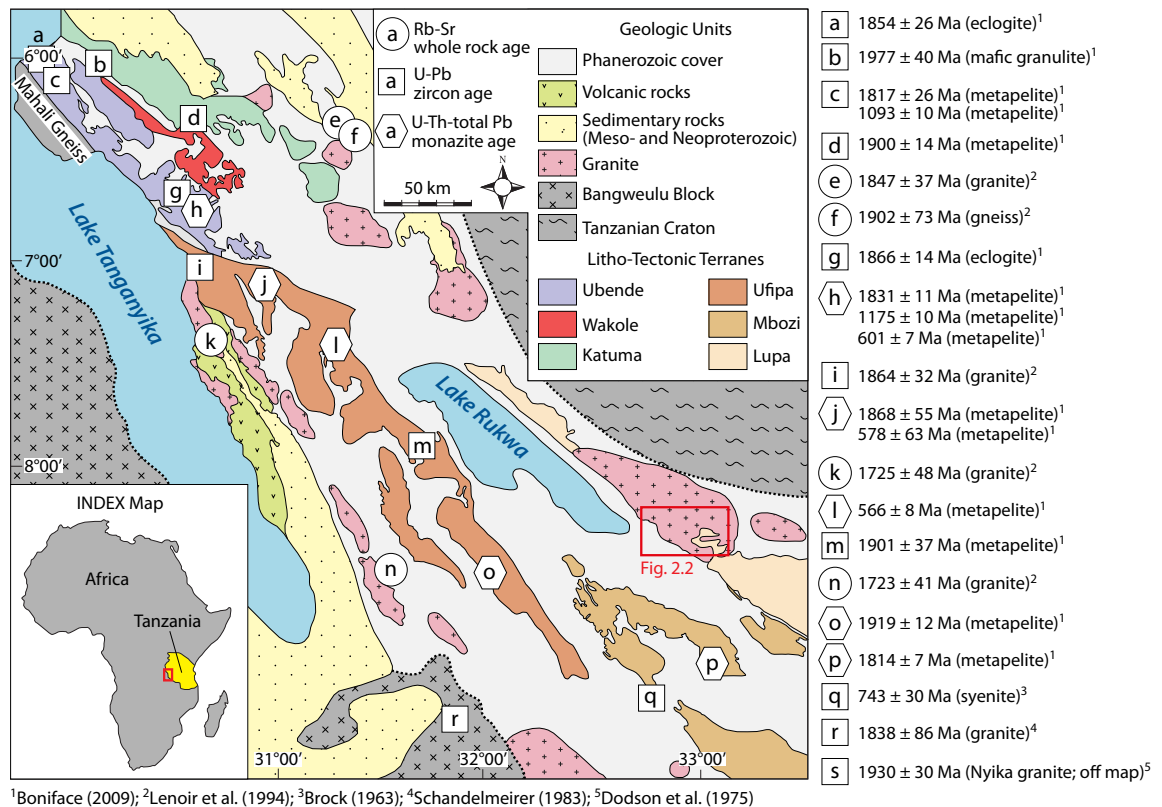 a
6°00′
b
c
Mahali Gneiss
d
e
f
g
h
Lake Tanganyika
7°00′
i
j
k
l
Lake Rukwa
m
8°00′
n
o
Fig. 2.2
p
q
r
31°00′
32°00′
33°00′
INDEX Map
Africa
Tanzania
a Rb-Sr
whole rock age
a U-Pb
zircon age
a U-Th-total Pb
monazite age
N
50 km
Geologic Units
Phanerozoic cover
Volcanic rocks
Sedimentary rocks
(Meso- and Neoproterozoic)
Granite
Bangweulu Block
Tanzanian Craton
Litho-Tectonic Terranes
Ubende
Wakole
Katuma
Ufipa
Mbozi
Lupa
a 1854 ± 26 Ma (eclogite)1
b 1977 ± 40 Ma (mafic granulite)1
c 1817 ± 26 Ma (metapelite)1
1093 ± 10 Ma (metapelite)1
d 1900 ± 14 Ma (metapelite)1
e 1847 ± 37 Ma (granite)2
f 1902 ± 73 Ma (gneiss)2
g 1866 ± 14 Ma (eclogite)1
h 1831 ± 11 Ma (metapelite)1
1175 ± 10 Ma (metapelite)1
601 ± 7 Ma (metapelite)1
i 1864 ± 32 Ma (granite)2
j 1868 ± 55 Ma (metapelite)1
578 ± 63 Ma (metapelite)1
k 1725 ± 48 Ma (granite)2
l 566 ± 8 Ma (metapelite)1
m 1901 ± 37 Ma (metapelite)1
n 1723 ± 41 Ma (granite)2
o 1919 ± 12 Ma (metapelite)1
p 1814 ± 7 Ma (metapelite)1
q 743 ± 30 Ma (syenite)3
r 1838 ± 86 Ma (granite)4
s 1930 ± 30 Ma (Nyika granite; off map)5
1Boniface (2009); 2Lenoir et al. (1994); 3Brock (1963); 4Schandelmeirer (1983); 5Dodson et al. (1975)